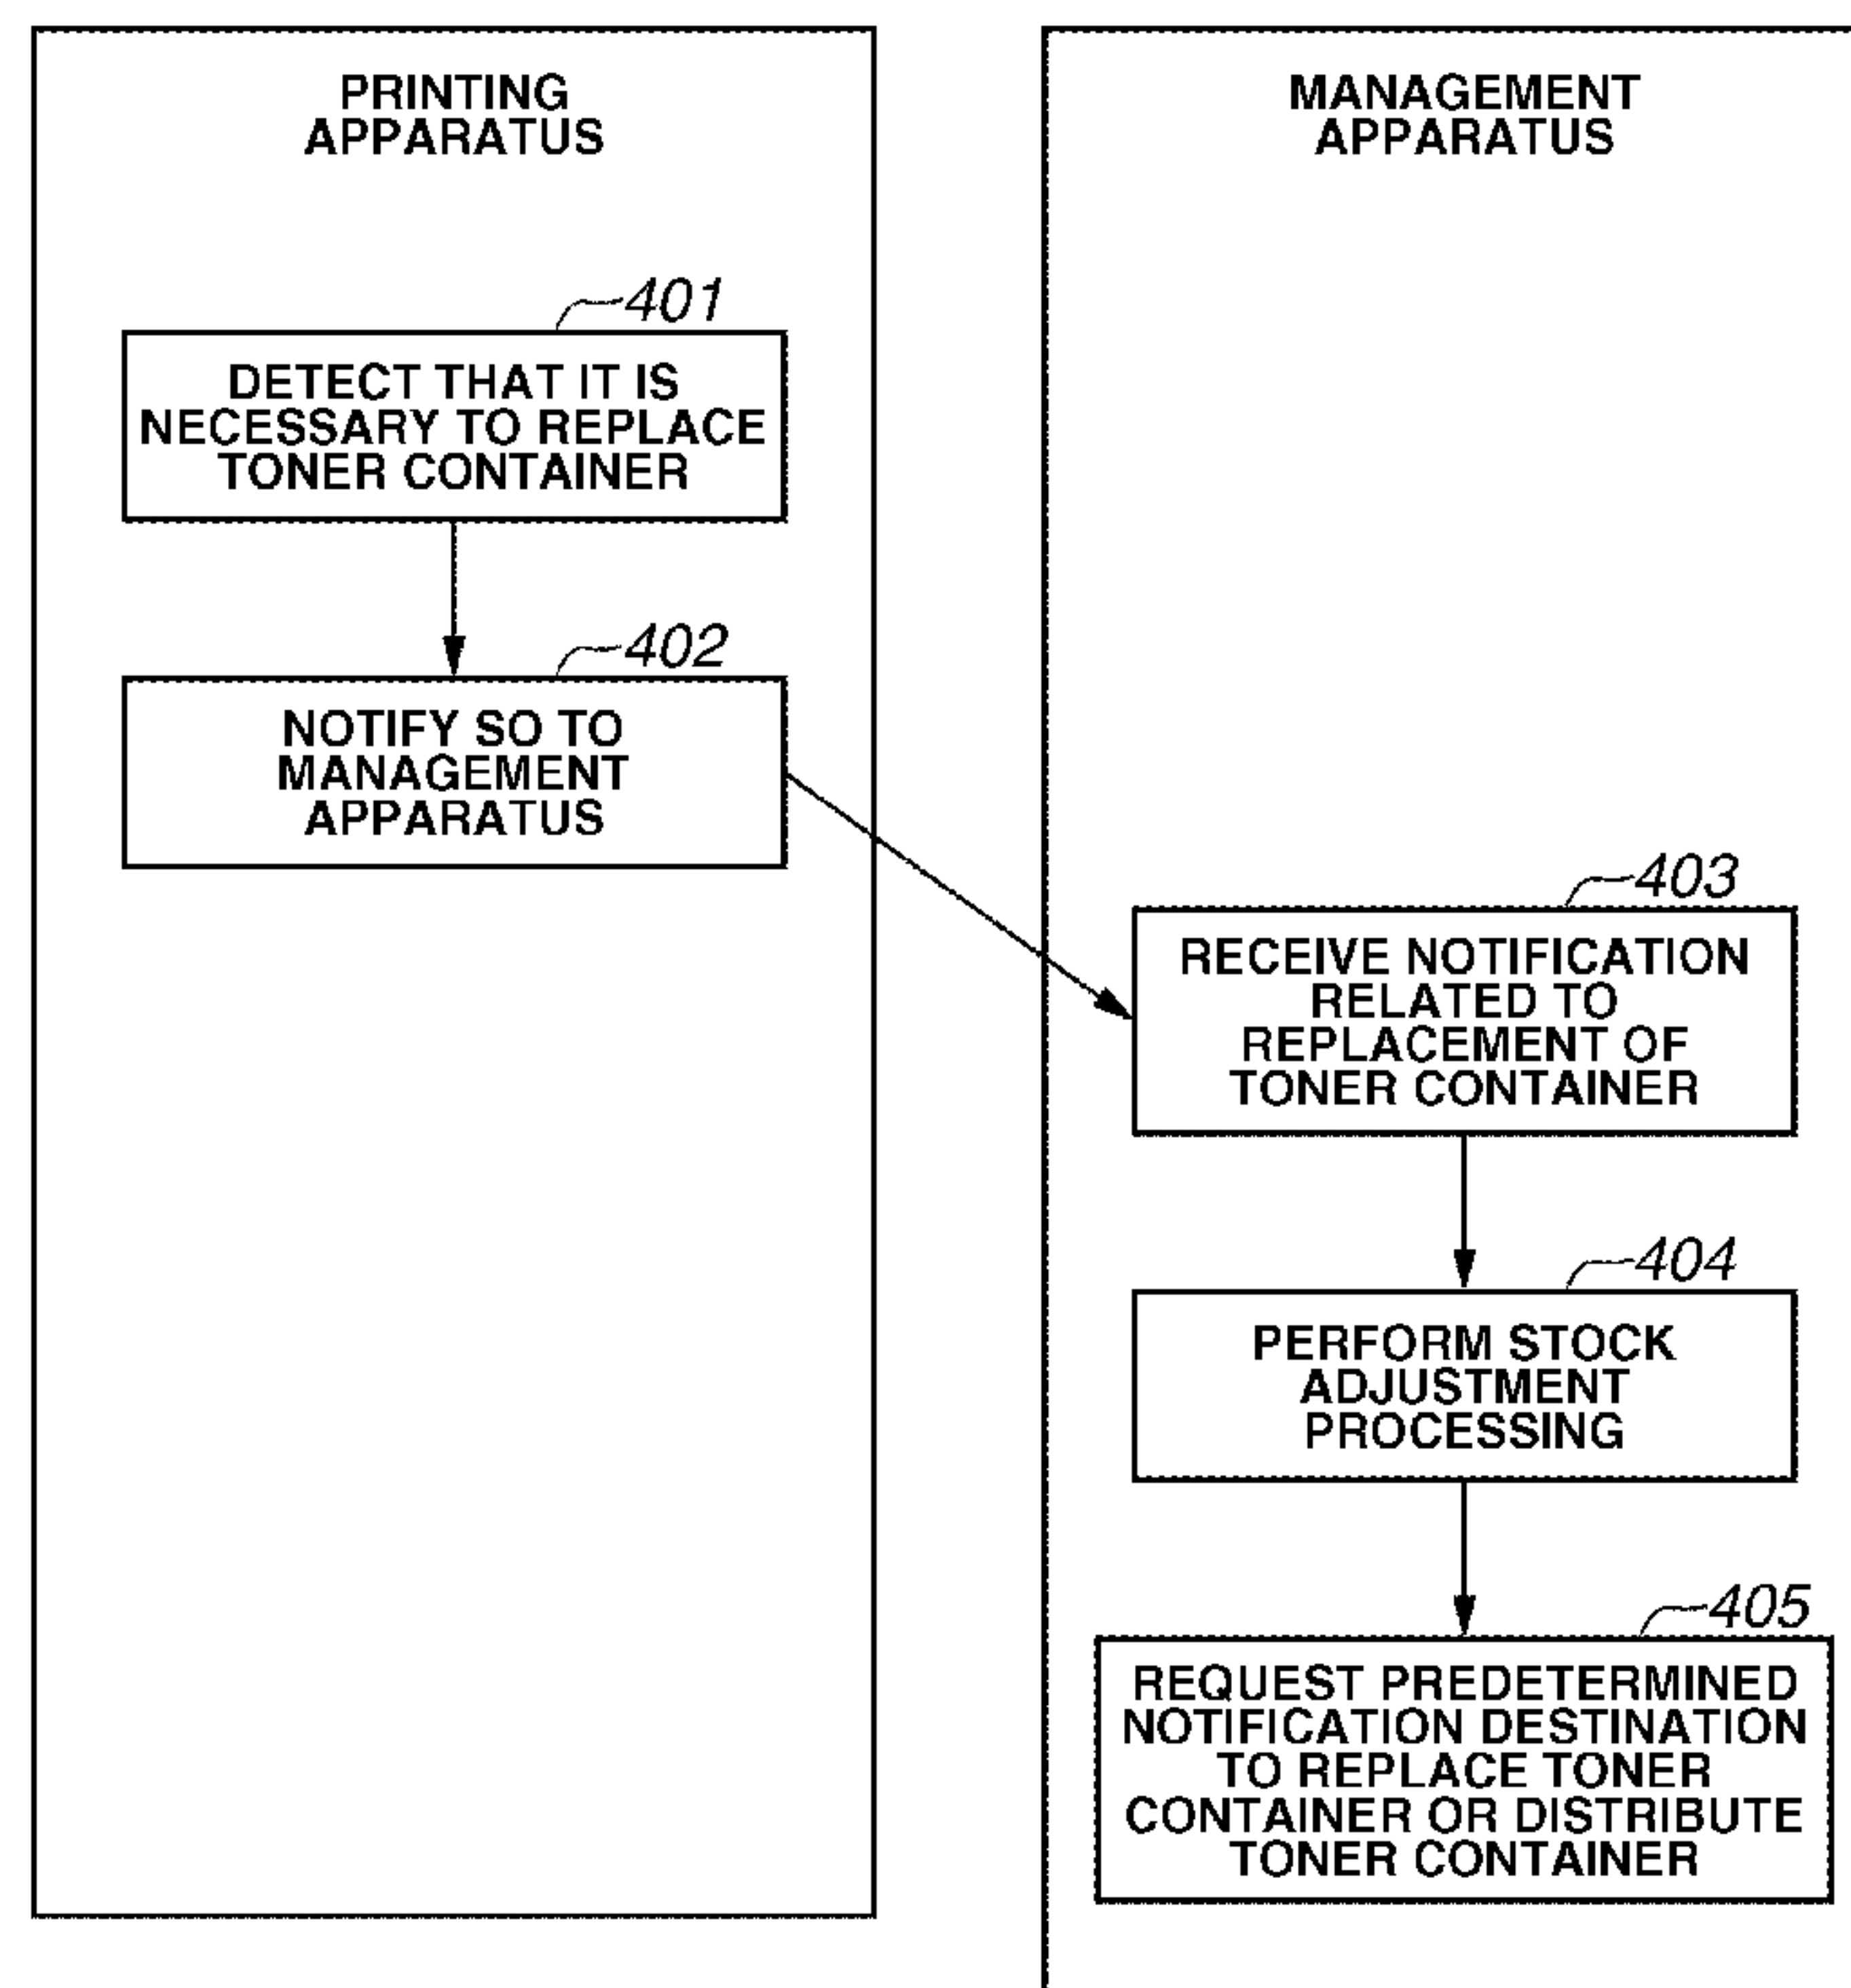 PRINTING
APPARATUS
401
DETECT THAT IT IS
NECESSARY TO REPLACE
TONER CONTAINER
402
NOTIFY SO TO
MANAGEMENT
APPARATUS
MANAGEMENT
APPARATUS
403
RECEIVE NOTIFICATION
RELATED TO
REPLACEMENT OF
TONER CONTAINER
404
PERFORM STOCK
ADJUSTMENT
PROCESSING
405
REQUEST PREDETERMINED
NOTIFICATION DESTINATION
TO REPLACE TONER
CONTAINER OR DISTRIBUTE
TONER CONTAINER